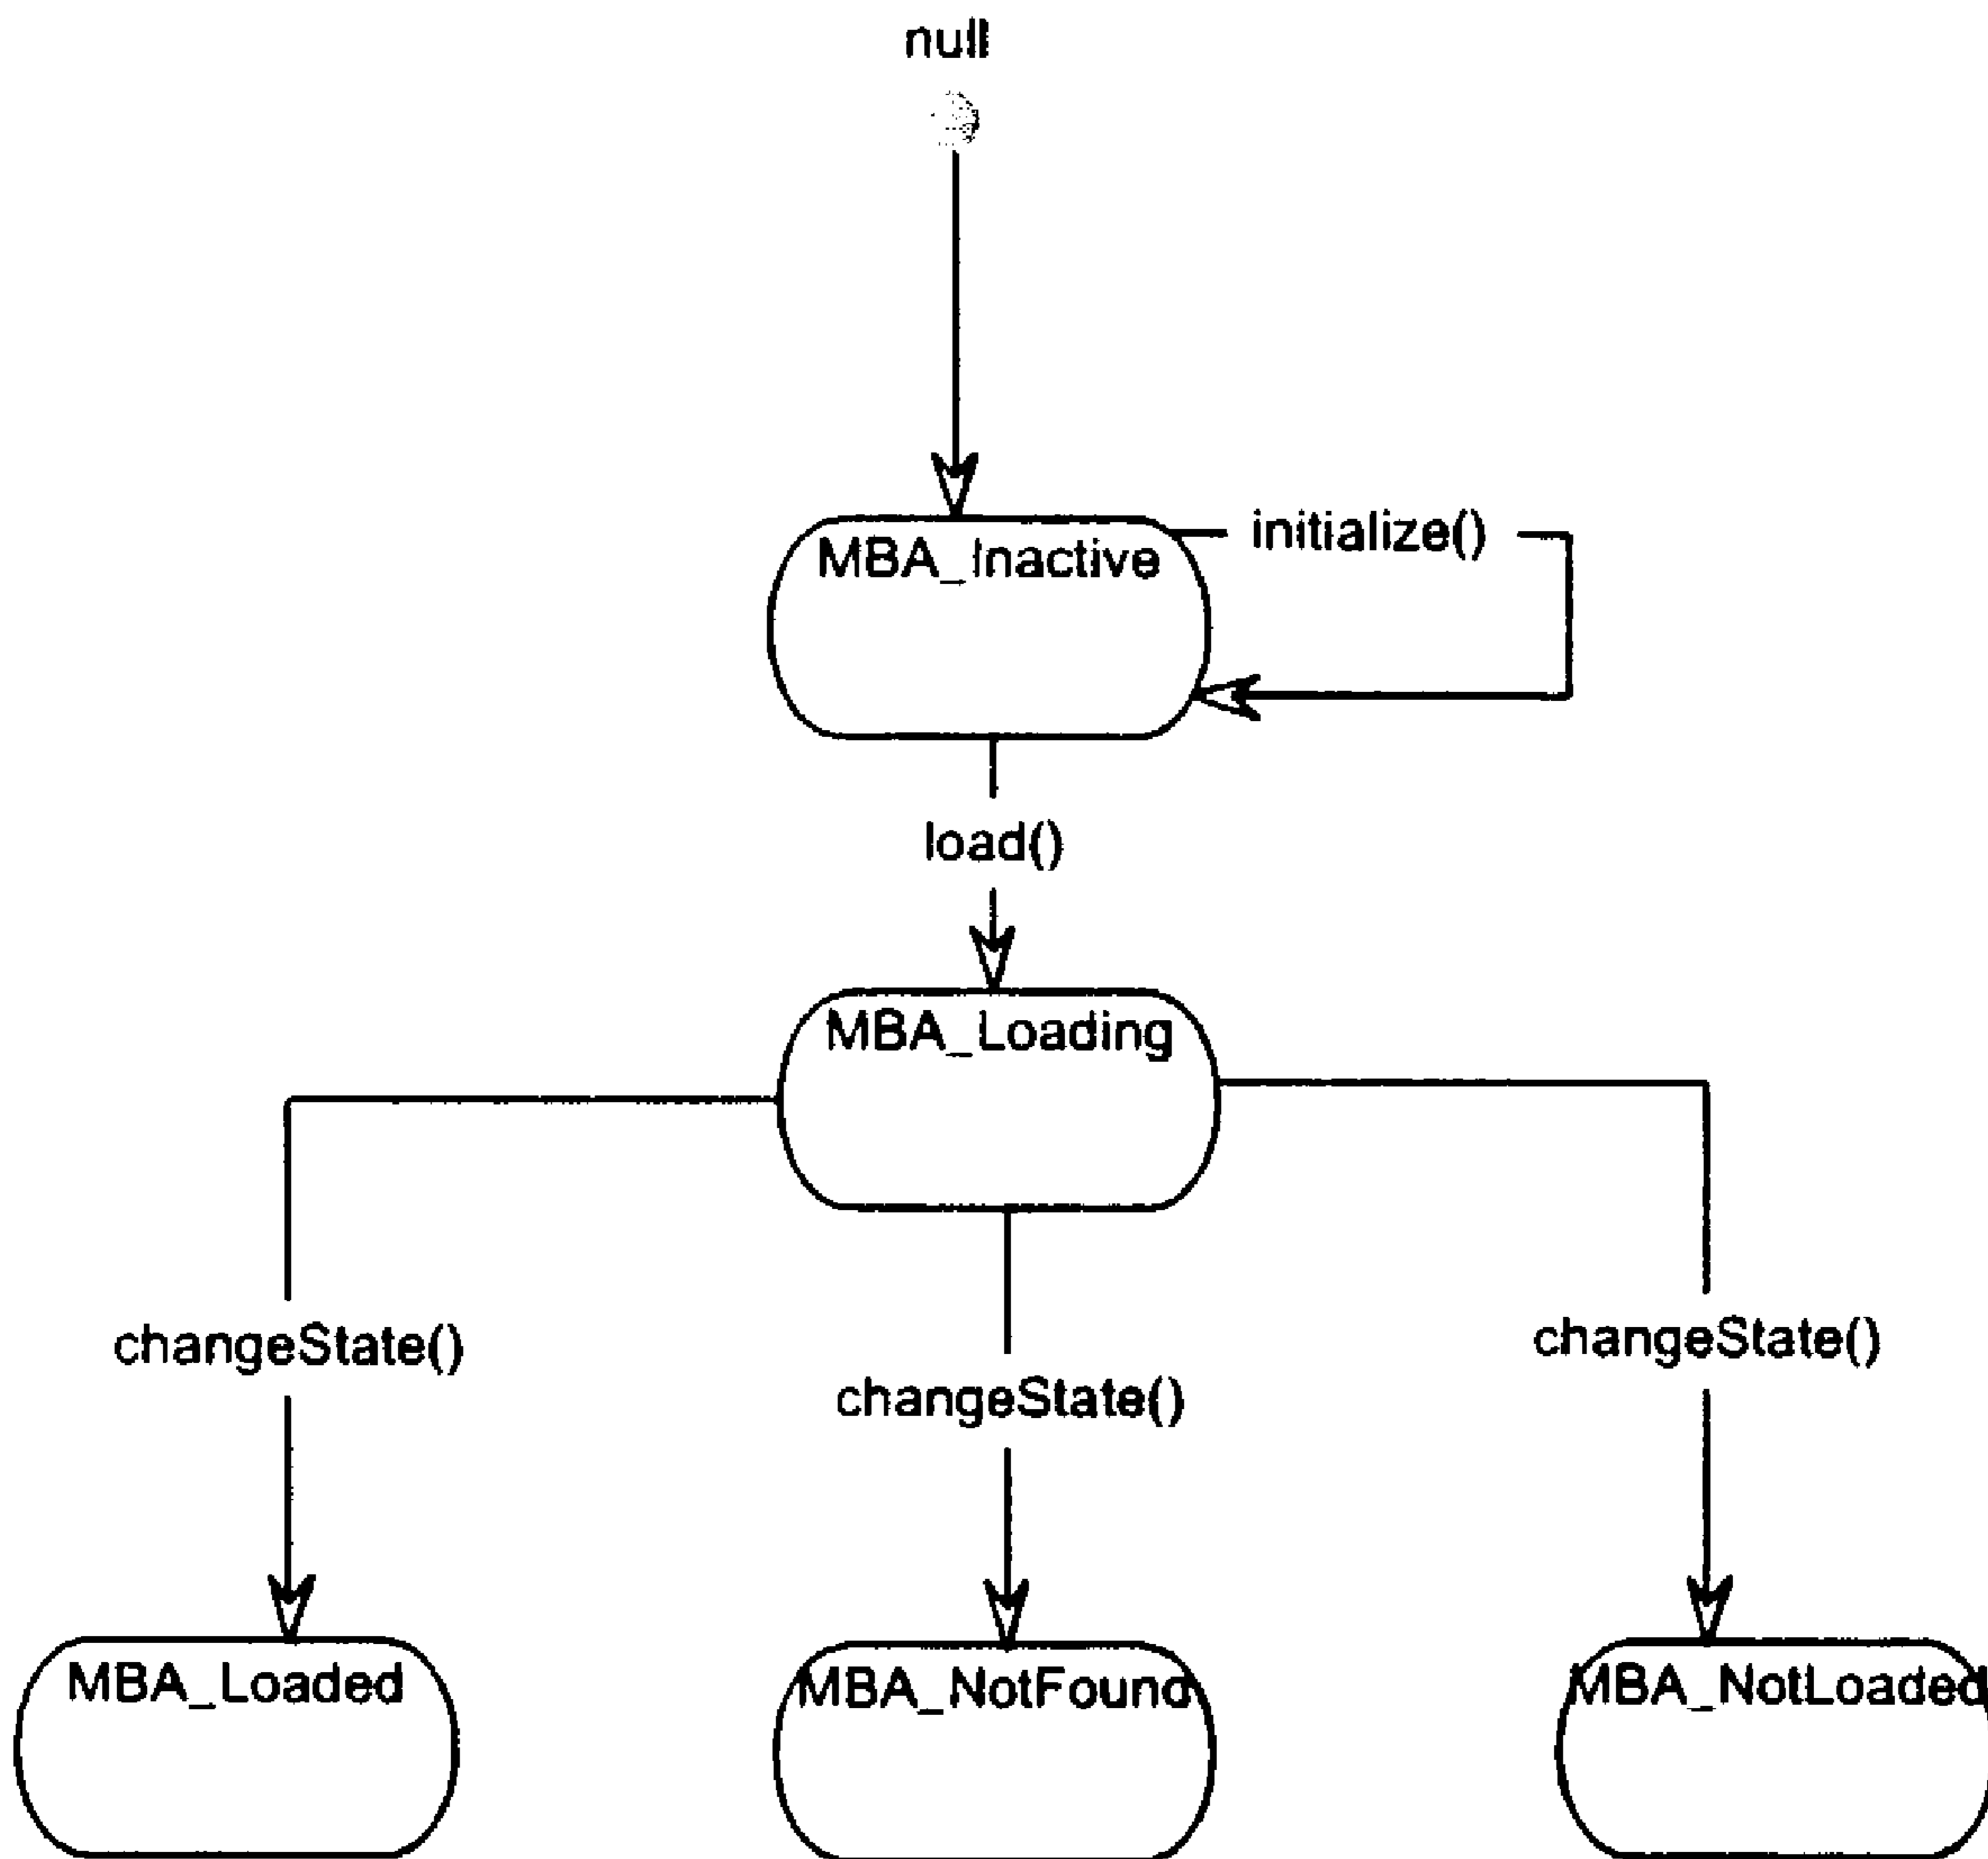 null
MBA_Inactive
initialize()
load()
MBA_Loading
changeState()
changeState()
changeState()
MBA_Loaded
MBA_NotFound
MBA_NotLoaded